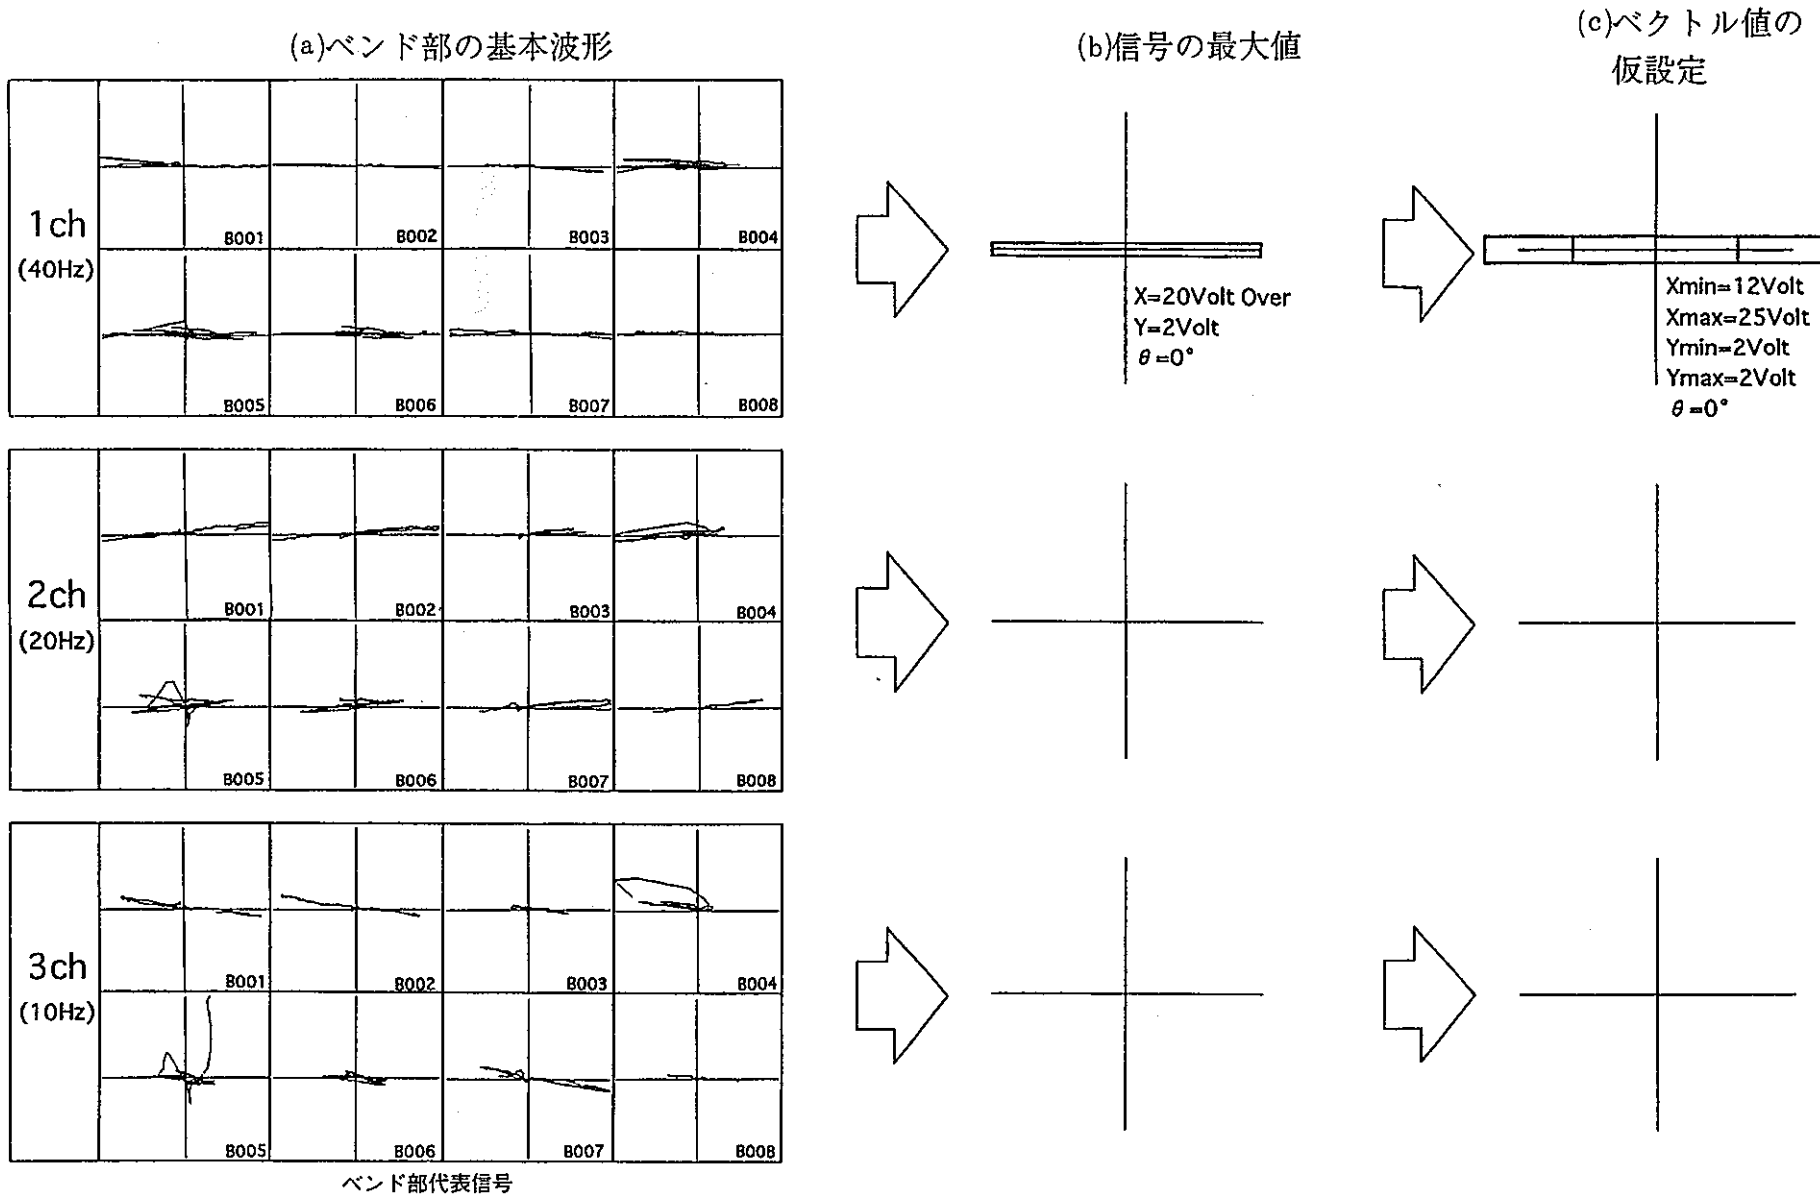 (a)ベンド部の基本波形
(b)信号の最大値
(c)ベクトル値の
仮設定
1ch
(40Hz)
B001
B002
B003
B004
B005
B006
B007
B008
X=20Volt Over
Y=2Volt
θ=0°
Xmin=12Volt
Xmax=25Volt
Ymin=2Volt
Ymax=2Volt
θ=0°
2ch
(20Hz)
B001
B002
B003
B004
B005
B006
B007
B008
3ch
(10Hz)
B001
B002
B003
B004
B005
B006
B007
B008
ベンド部代表信号